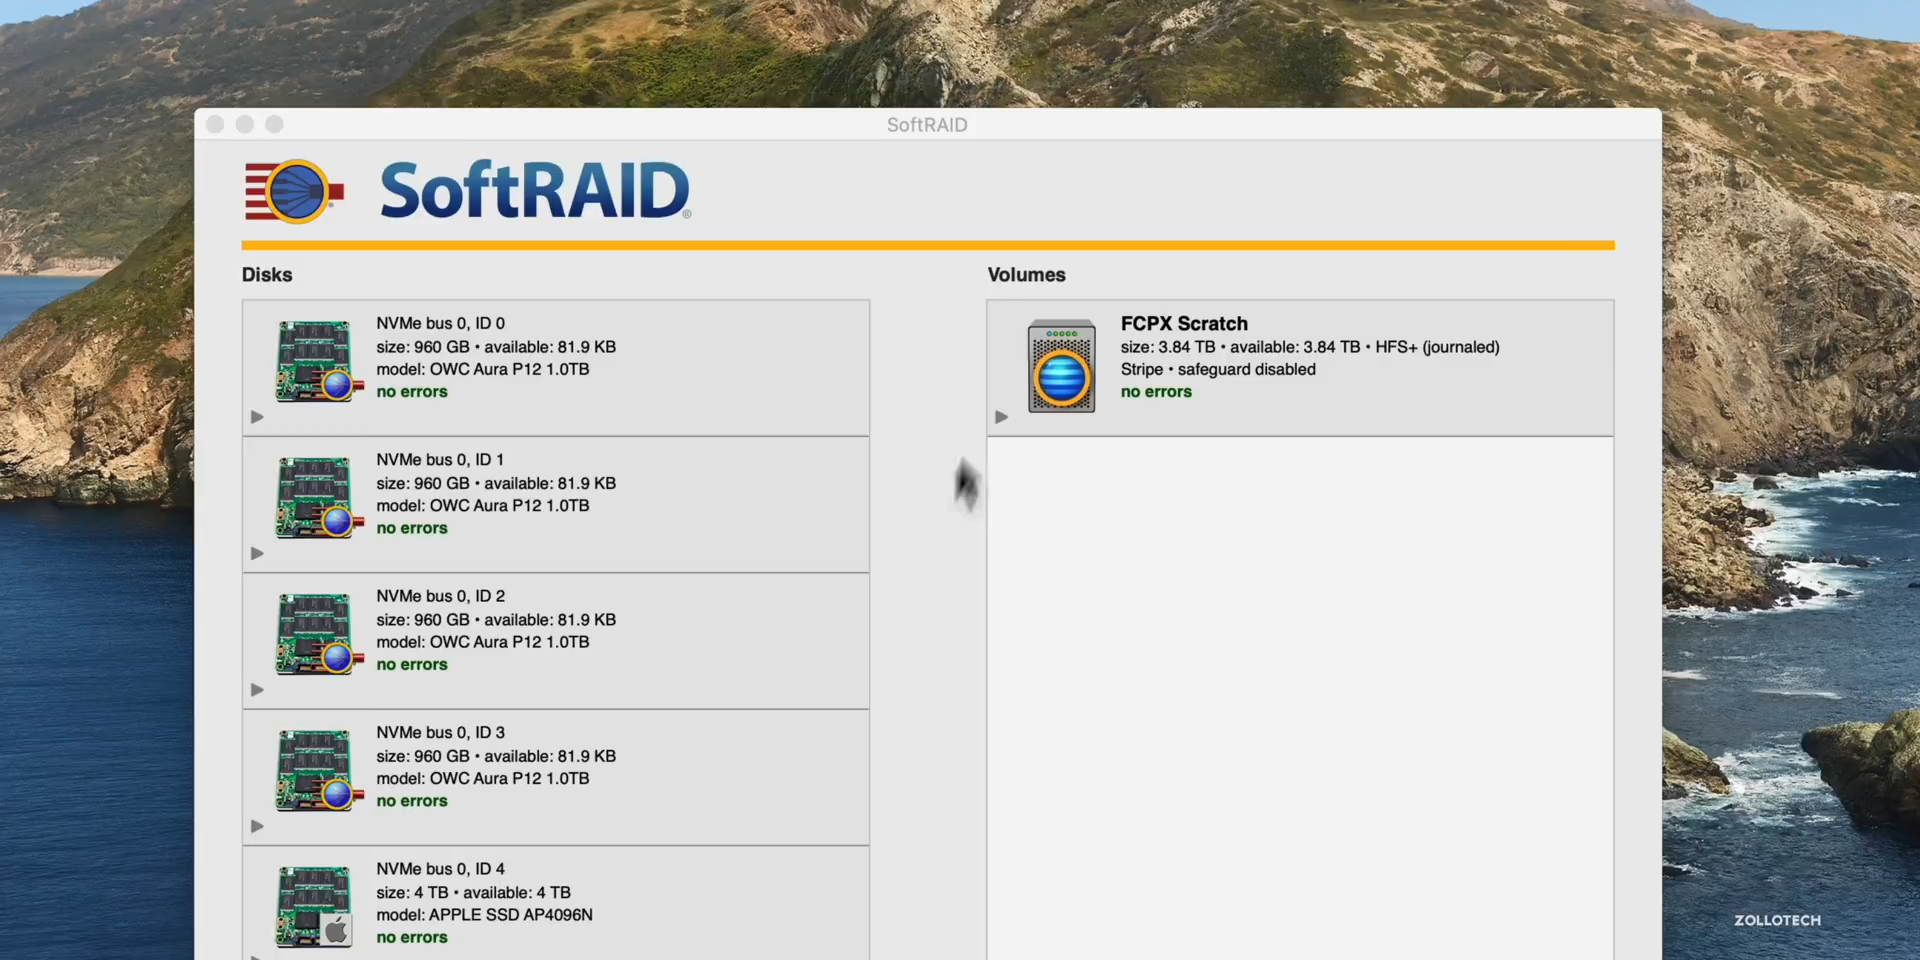 SoftRAID
SoftRAID®
Disks
NVMe bus 0, ID 0
size: 960 GB • available: 81.9 KB
model: OWC Aura P12 1.0TB
no errors
NVMe bus 0, ID 1
size: 960 GB • available: 81.9 KB
model: OWC Aura P12 1.0TB
no errors
NVMe bus 0, ID 2
size: 960 GB • available: 81.9 KB
model: OWC Aura P12 1.0TB
no errors
NVMe bus 0, ID 3
size: 960 GB • available: 81.9 KB
model: OWC Aura P12 1.0TB
no errors
NVMe bus 0, ID 4
size: 4 TB • available: 4 TB
model: APPLE SSD AP4096N
no errors
Volumes
FCPX Scratch
size: 3.84 TB • available: 3.84 TB • HFS+ (journaled)
Stripe • safeguard disabled
no errors
ZOLLOTECH